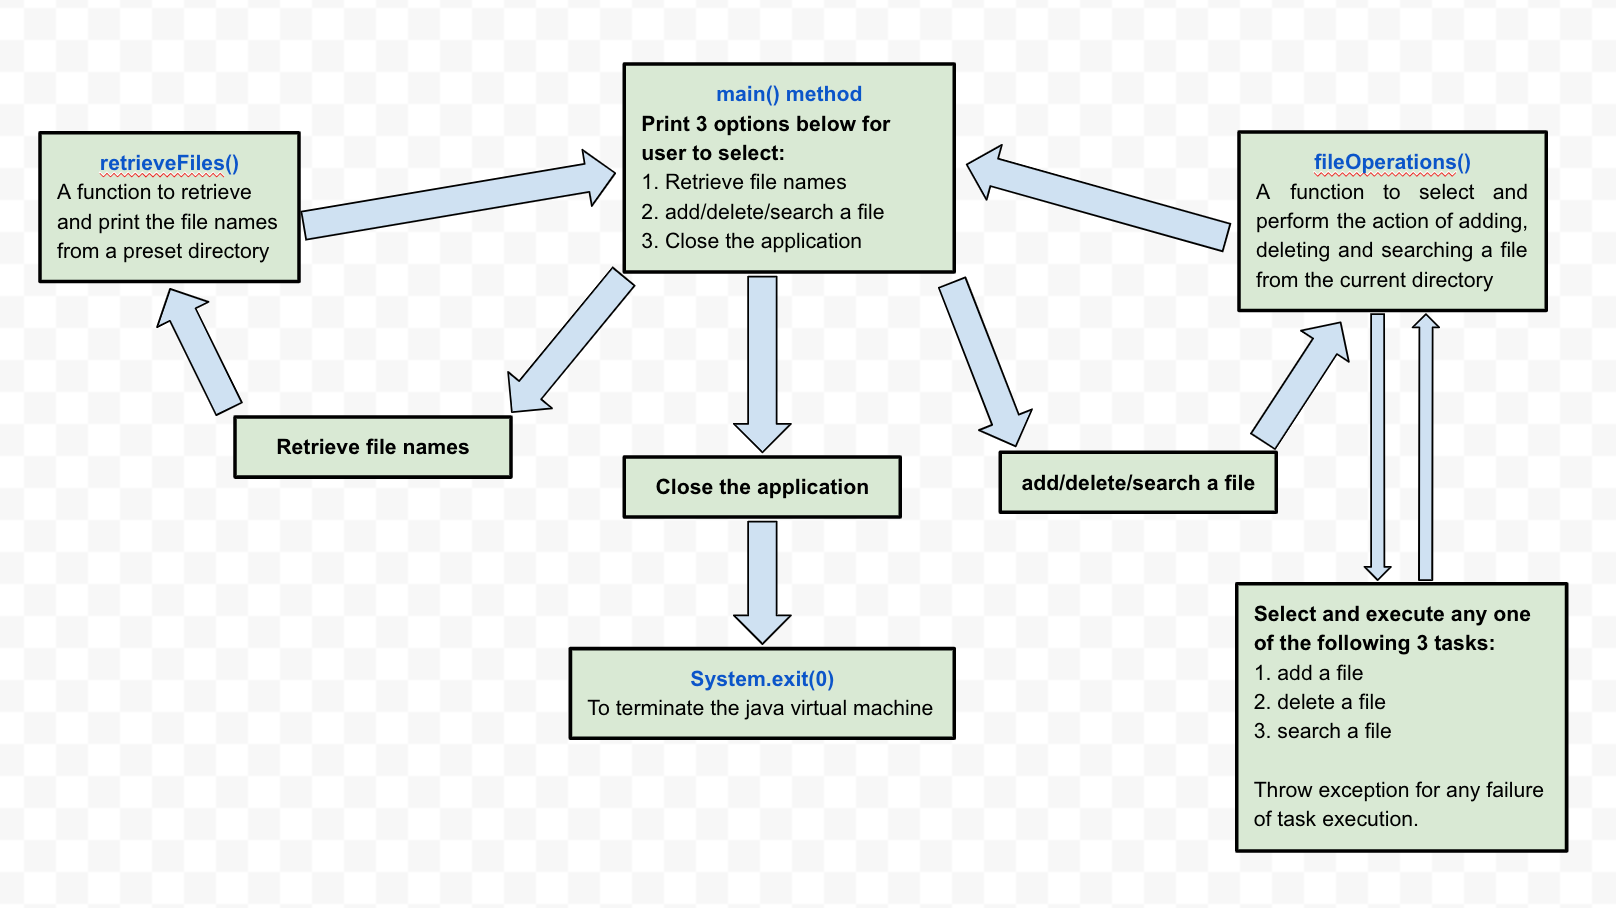 main() method
Print 3 options below for
user to select:
1. Retrieve file names
2. add/delete/search a file
3. Close the application
retrieveFiles()
A function to retrieve
and print the file names
from a preset directory
fileOperations()
A function to select and
perform the action of adding,
deleting and searching a file
from the current directory
Retrieve file names
Close the application
add/delete/search a file
System.exit(0)
To terminate the java virtual machine
Select and execute any one
of the following 3 tasks:
1. add a file
2. delete a file
3. search a file
Throw exception for any failure
of task execution.